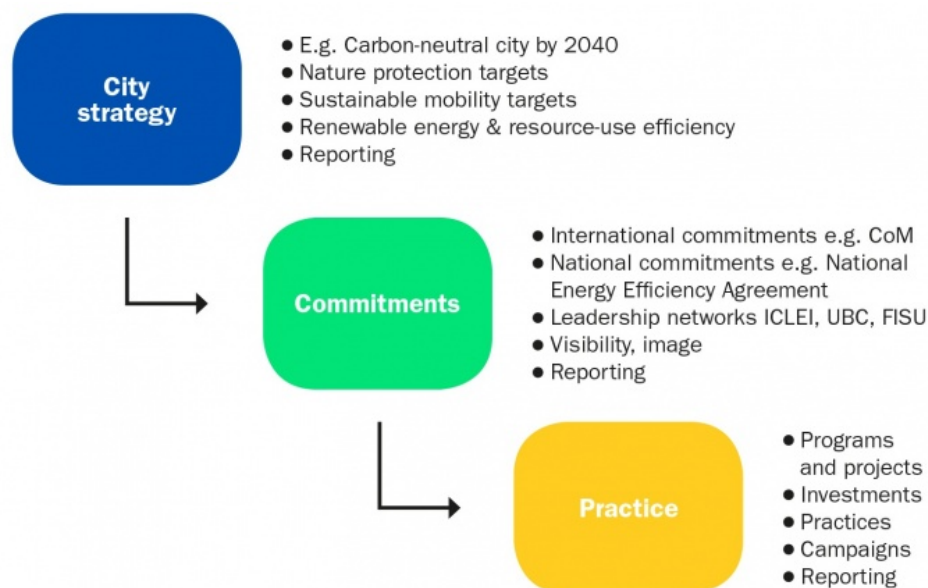 City
strategy
● E.g. Carbon-neutral city by 2040
● Nature protection targets
● Sustainable mobility targets
● Renewable energy & resource-use efficiency
● Reporting
Commitments
● International commitments e.g. CoM
● National commitments e.g. National
Energy Efficiency Agreement
● Leadership networks ICLEI, UBC, FISU
● Visibility, image
● Reporting
Practice
● Programs
and projects
● Investments
● Practices
● Campaigns
● Reporting